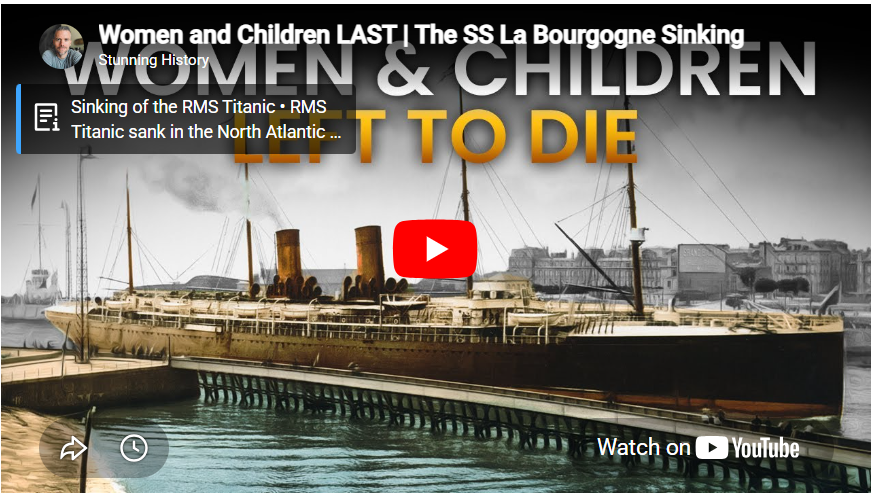 Women and Children LAST | The SS La Bourgogne Sinking
Stunning History
WOMEN & CHILDREN
LEFT TO DIE
Sinking of the RMS Titanic • RMS
Titanic sank in the North Atlantic ...
Watch on YouTube